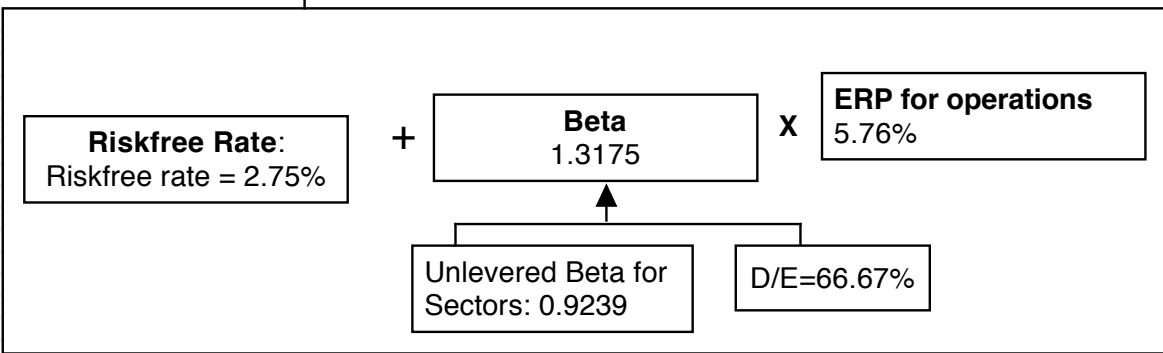 Riskfree Rate:
Riskfree rate = 2.75%
+
Beta
1.3175
X
ERP for operations
5.76%
Unlevered Beta for
Sectors: 0.9239
D/E=66.67%